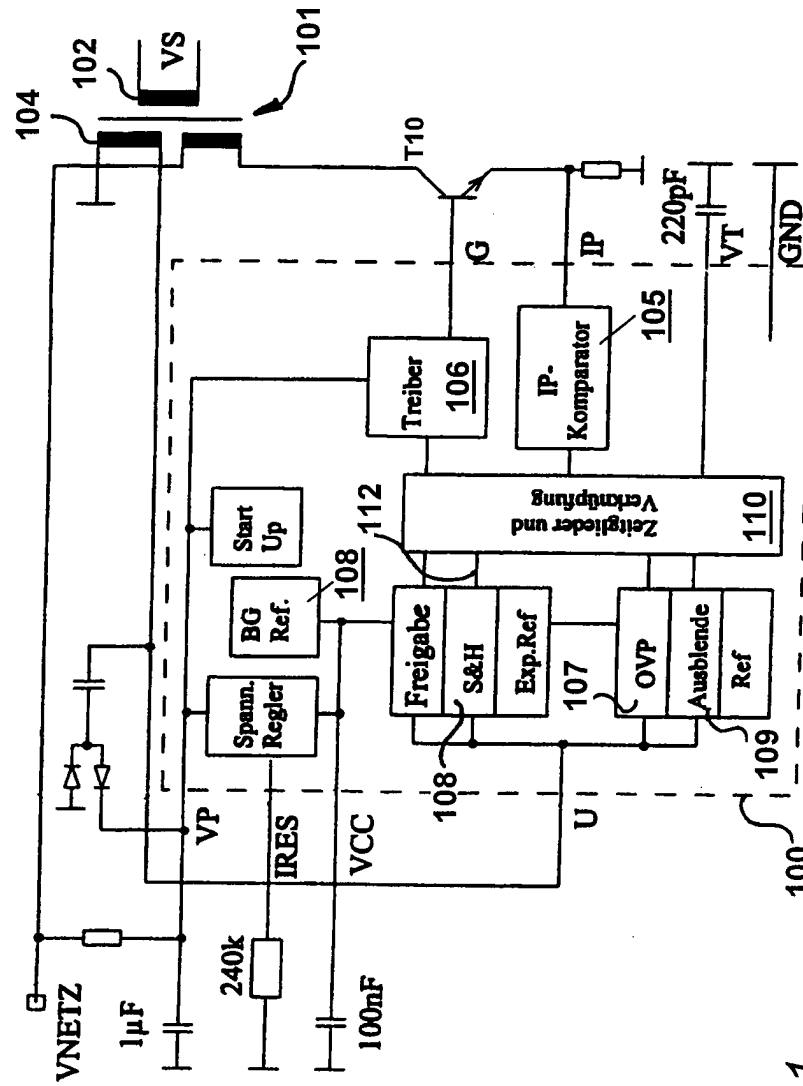 104
102
VS
101
T10
VNETZ
1µF
VP
240k
IRES
100nF
VCC
Spann.
Regler
BG
Ref.
108
Start
Up
Treiber
106
G
IP
IP-
Komparator
105
220pF
VT
GND
112
Freigabe
S&H
Exp.Ref
108
Zeitglieder und
Verknüpfung
110
107
OVP
Ausblende
Ref
109
U
100
1